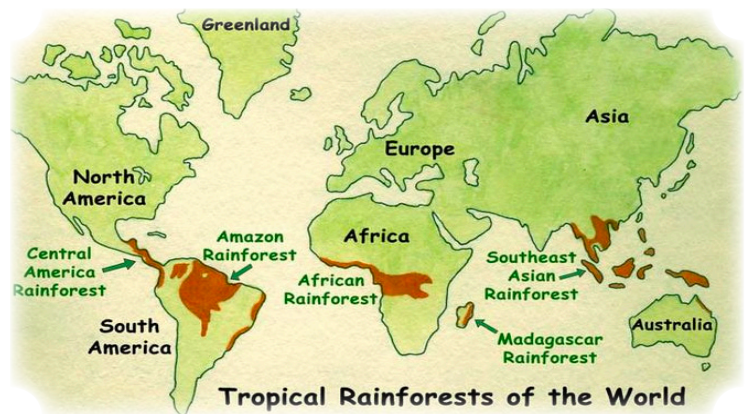 Greenland
Asia
Europe
North
America
Africa
Central
America
Rainforest
Amazon
Rainforest
African
Rainforest
Southeast
Asian
Rainforest
South
America
Australia
Madagascar
Rainforest
Tropical Rainforests of the World